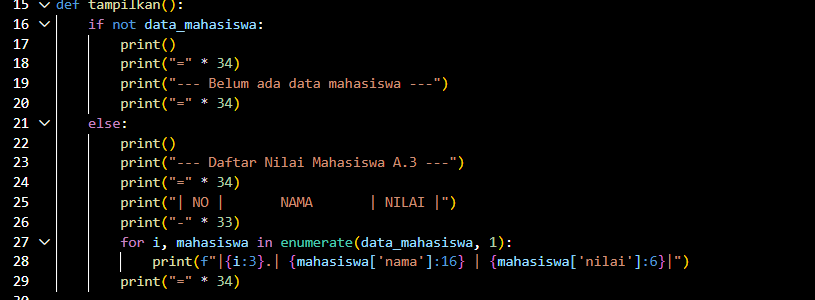 15 def tampilkan():
16     if not data_mahasiswa:
17         print()
18         print("=" * 34)
19         print("--- Belum ada data mahasiswa ---")
20         print("=" * 34)
21     else:
22         print()
23         print("--- Daftar Nilai Mahasiswa A.3 ---")
24         print("=" * 34)
25         print("| NO |       NAMA       | NILAI |")
26         print("-" * 33)
27         for i, mahasiswa in enumerate(data_mahasiswa, 1):
28             print(f"|{i:3}.| {mahasiswa['nama']:16} | {mahasiswa['nilai']:6}|")
29         print("=" * 34)